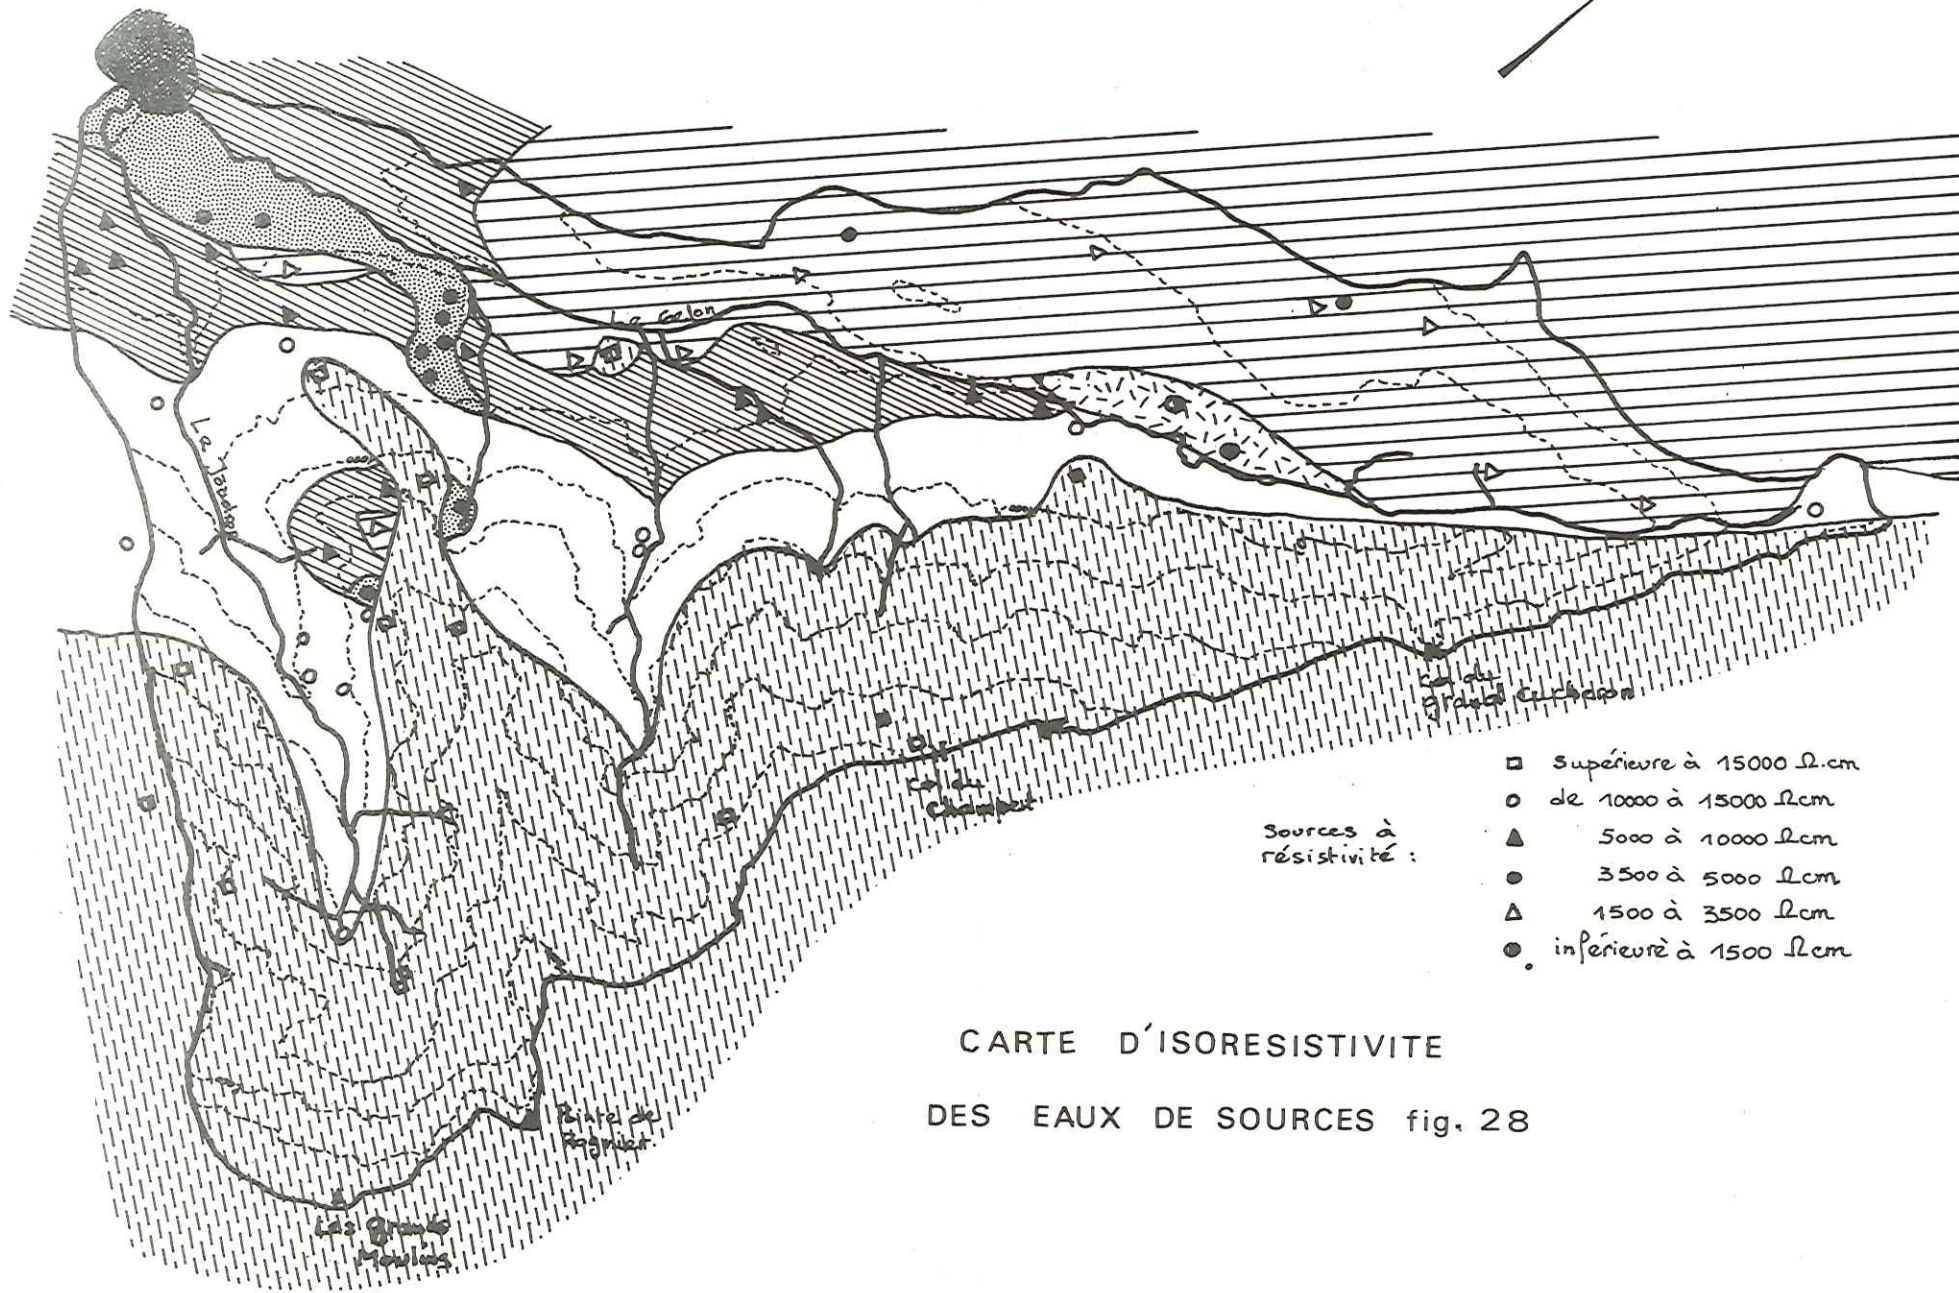 Le Gelon
Le Joudron
Col du
grand Cucheron
Col du
Champet
Pointe de
Rognier
Les grands
Moulins
Sources à
résistivité :
supérieure à 15000 Ω.cm
de 10000 à 15000 Ωcm
5000 à 10000 Ωcm
3500 à 5000 Ωcm
1500 à 3500 Ωcm
inférieure à 1500 Ωcm
CARTE D'ISORESISTIVITE
DES EAUX DE SOURCES fig. 28